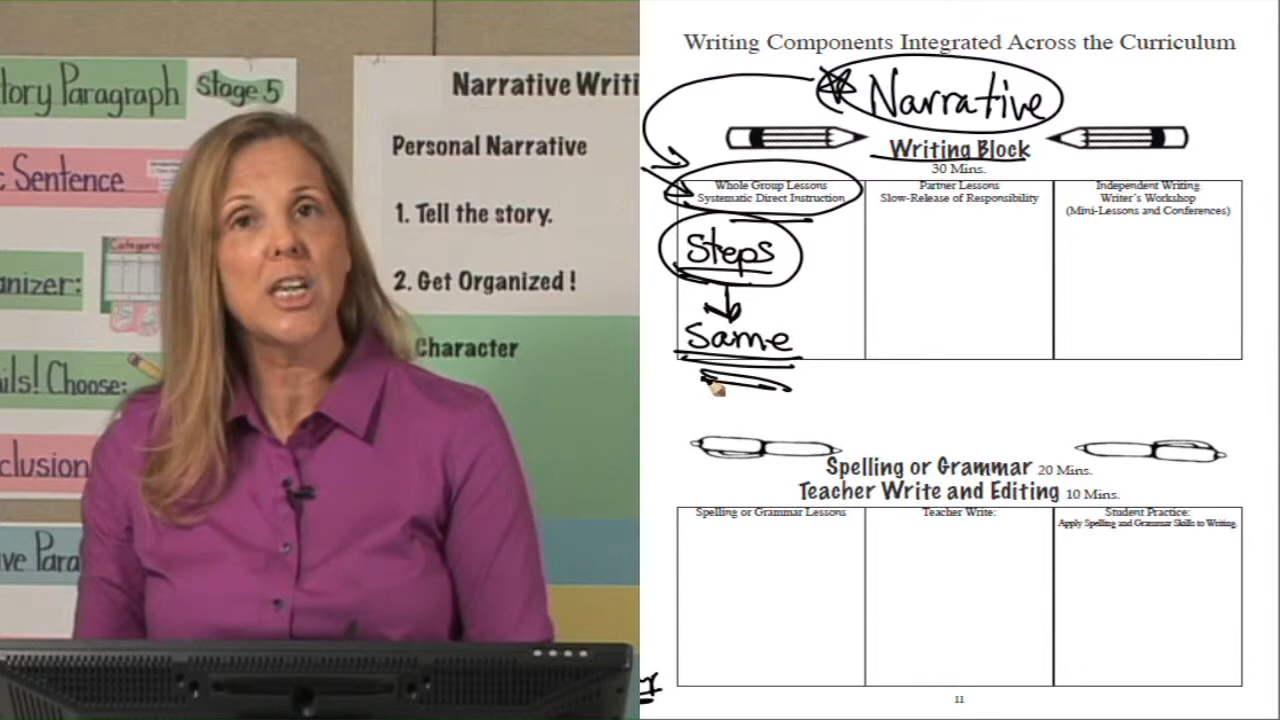 tory Paragraph
Stage 5
c Sentence
Categories
anizer:
ails! Choose:
clusion
ve Para
Narrative Writi
Personal Narrative
1. Tell the story.
2. Get Organized !
Character
Writing Components Integrated Across the Curriculum
Narrative
Writing Block
30 Mins.
Whole Group Lessons
Systematic Direct Instruction
Partner Lessons
Slow-Release of Responsibility
Independent Writing
Writer's Workshop
(Mini-Lessons and Conferences)
Steps
Same
Spelling or Grammar 20 Mins.
Teacher Write and Editing 10 Mins.
Spelling or Grammar Lessons
Teacher Write:
Student Practice:
Apply Spelling and Grammar Skills to Writing.
11